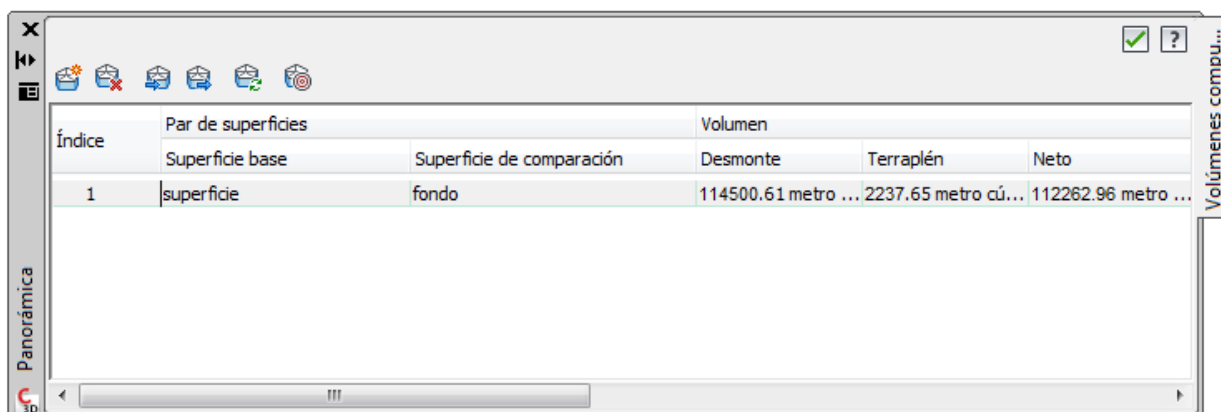 Índice
Par de superficies
Volumen
Superficie base
Superficie de comparación
Desmonte
Terraplén
Neto
1
superficie
fondo
114500.61 metro ...
2237.65 metro cú...
112262.96 metro ...
Volúmenes compu...
Panorámica
3D